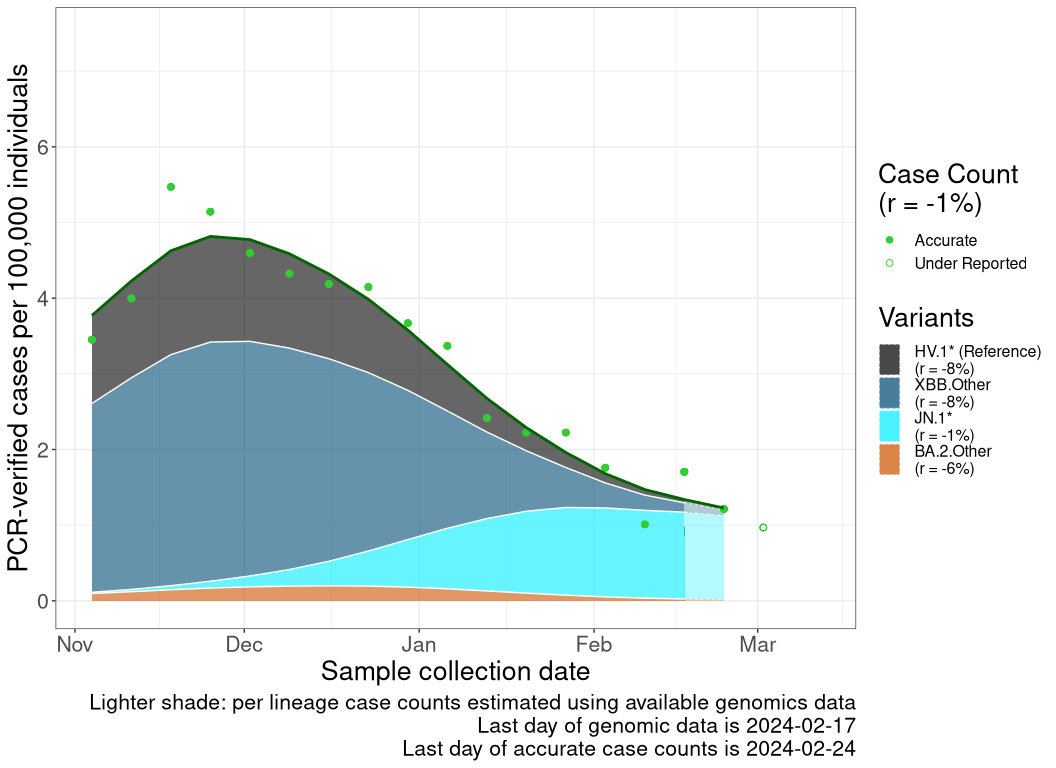 PCR-verified cases per 100,000 individuals
6
4
2
0
Nov
Dec
Jan
Feb
Mar
Sample collection date
Case Count
(r = -1%)
Accurate
Under Reported
Variants
HV.1* (Reference)
(r = -8%)
XBB.Other
(r = -8%)
JN.1*
(r = -1%)
BA.2.Other
(r = -6%)
Lighter shade: per lineage case counts estimated using available genomics data
Last day of genomic data is 2024-02-17
Last day of accurate case counts is 2024-02-24